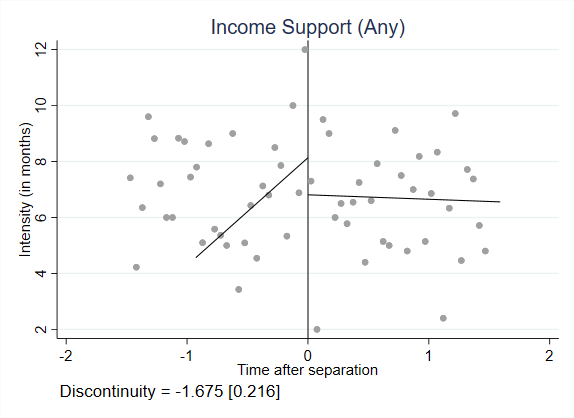 Income Support (Any)
12
10
8
6
4
2
Intensity (in months)
-2 -1 0 1 2
Time after separation
Discontinuity = -1.675 [0.216]